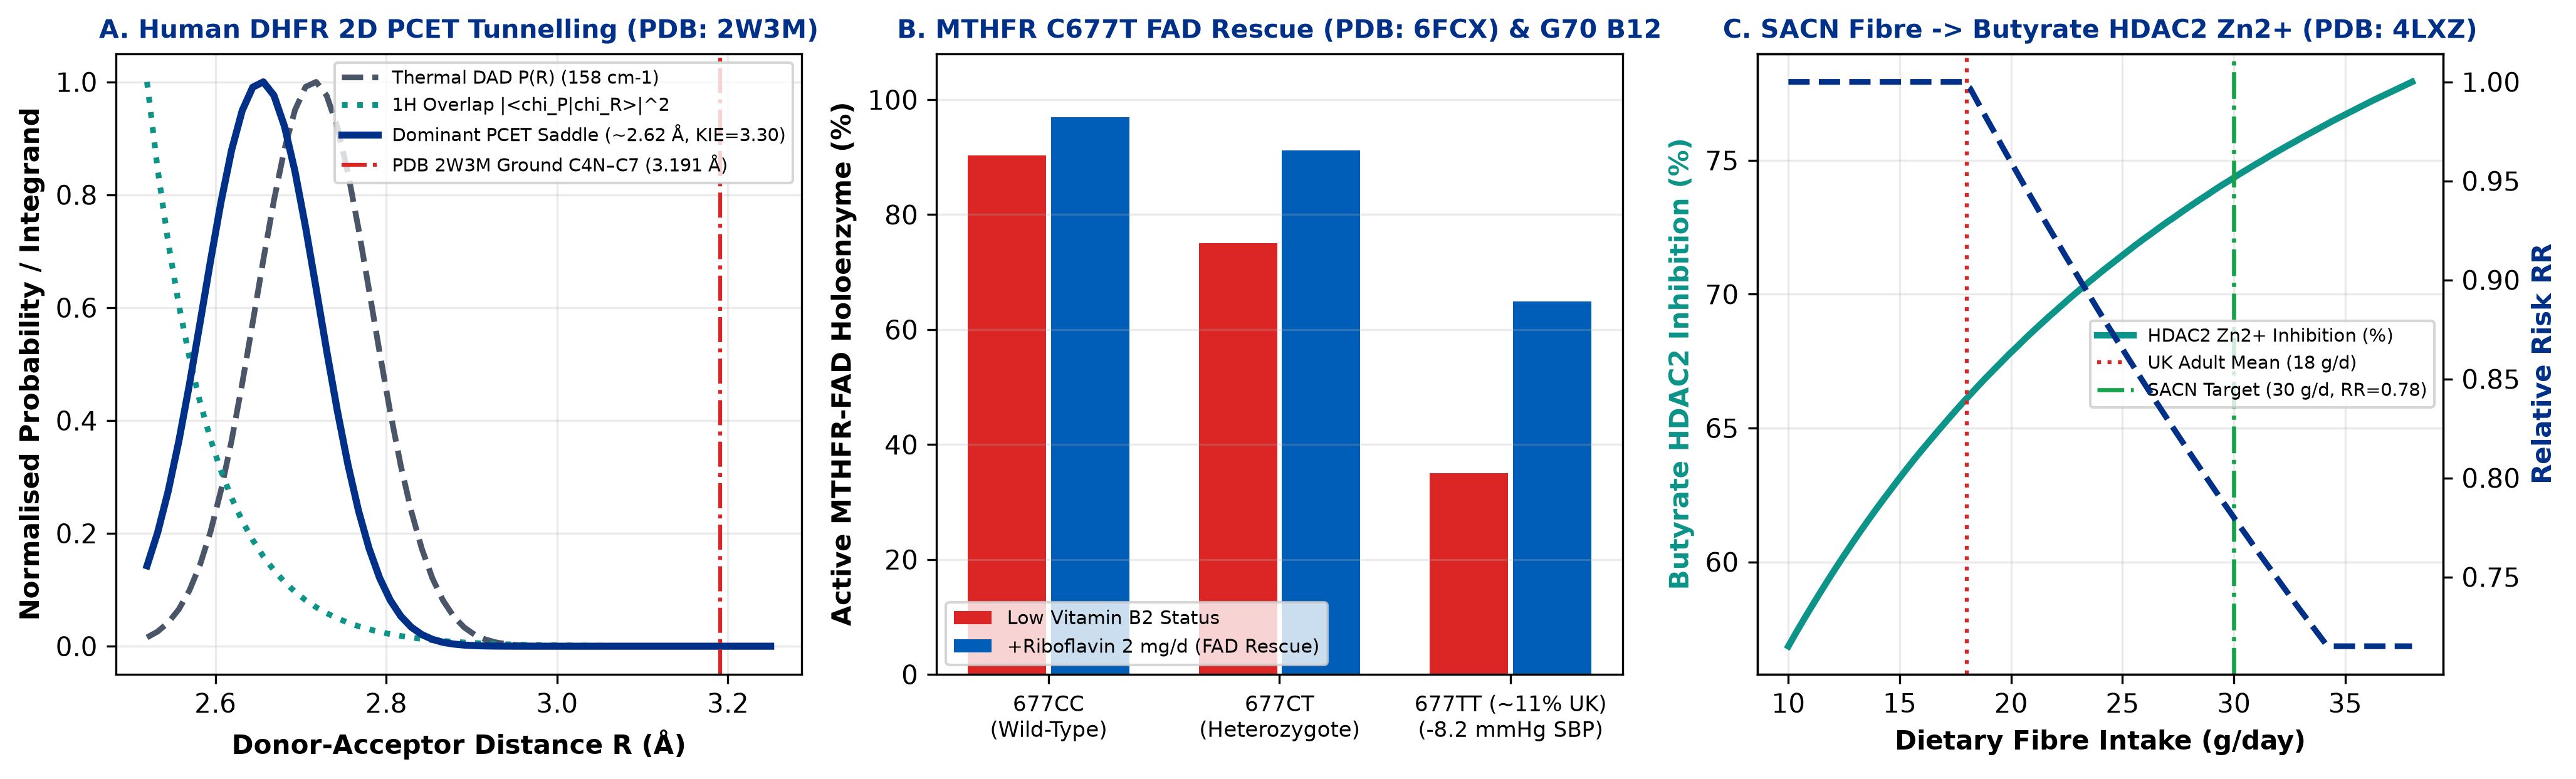 A. Human DHFR 2D PCET Tunnelling (PDB: 2W3M)
Normalised Probability / Integrand
1.0
0.8
0.6
0.4
0.2
0.0
Thermal DAD P(R) (158 cm-1)
1H Overlap |<chi_P|chi_R>|^2
Dominant PCET Saddle (~2.62 Å, KIE=3.30)
PDB 2W3M Ground C4N–C7 (3.191 Å)
2.6 2.8 3.0 3.2
Donor-Acceptor Distance R (Å)
B. MTHFR C677T FAD Rescue (PDB: 6FCX) & G70 B12
Active MTHFR-FAD Holoenzyme (%)
100
80
60
40
20
0
Low Vitamin B2 Status
+Riboflavin 2 mg/d (FAD Rescue)
677CC
(Wild-Type)
677CT
(Heterozygote)
677TT (~11% UK)
(-8.2 mmHg SBP)
C. SACN Fibre -> Butyrate HDAC2 Zn2+ (PDB: 4LXZ)
Butyrate HDAC2 Inhibition (%)
75
70
65
60
HDAC2 Zn2+ Inhibition (%)
UK Adult Mean (18 g/d)
SACN Target (30 g/d, RR=0.78)
1.00
0.95
0.90
0.85
0.80
0.75
Relative Risk RR
10 15 20 25 30 35
Dietary Fibre Intake (g/day)